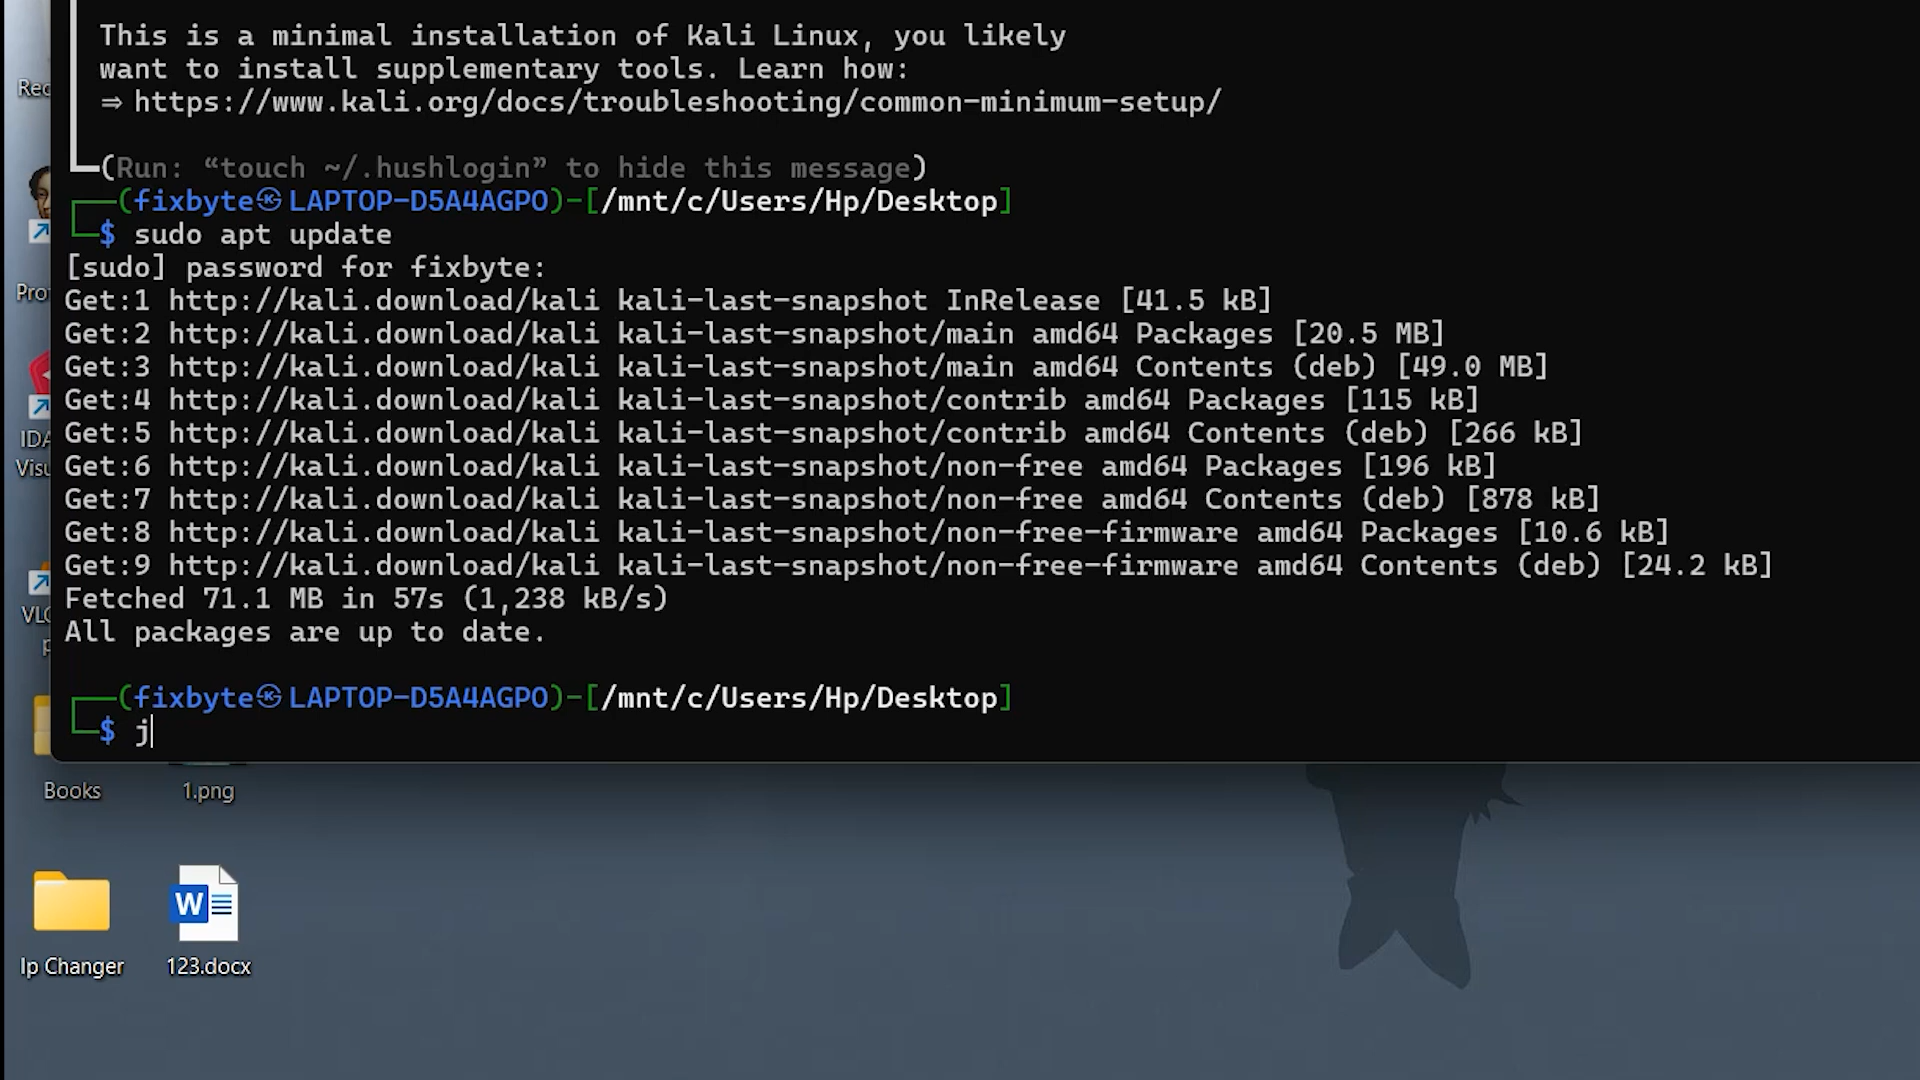 This is a minimal installation of Kali Linux, you likely
want to install supplementary tools. Learn how:
⇒ https://www.kali.org/docs/troubleshooting/common-minimum-setup/
(Run: “touch ~/.hushlogin” to hide this message)
(fixbyte㉿LAPTOP-D5A4AGPO)-[/mnt/c/Users/Hp/Desktop]
$ sudo apt update
[sudo] password for fixbyte:
Get:1 http://kali.download/kali kali-last-snapshot InRelease [41.5 kB]
Get:2 http://kali.download/kali kali-last-snapshot/main amd64 Packages [20.5 MB]
Get:3 http://kali.download/kali kali-last-snapshot/main amd64 Contents (deb) [49.0 MB]
Get:4 http://kali.download/kali kali-last-snapshot/contrib amd64 Packages [115 kB]
Get:5 http://kali.download/kali kali-last-snapshot/contrib amd64 Contents (deb) [266 kB]
Get:6 http://kali.download/kali kali-last-snapshot/non-free amd64 Packages [196 kB]
Get:7 http://kali.download/kali kali-last-snapshot/non-free amd64 Contents (deb) [878 kB]
Get:8 http://kali.download/kali kali-last-snapshot/non-free-firmware amd64 Packages [10.6 kB]
Get:9 http://kali.download/kali kali-last-snapshot/non-free-firmware amd64 Contents (deb) [24.2 kB]
Fetched 71.1 MB in 57s (1,238 kB/s)
All packages are up to date.
(fixbyte㉿LAPTOP-D5A4AGPO)-[/mnt/c/Users/Hp/Desktop]
$ j
Books
1.png
Ip Changer
W
123.docx